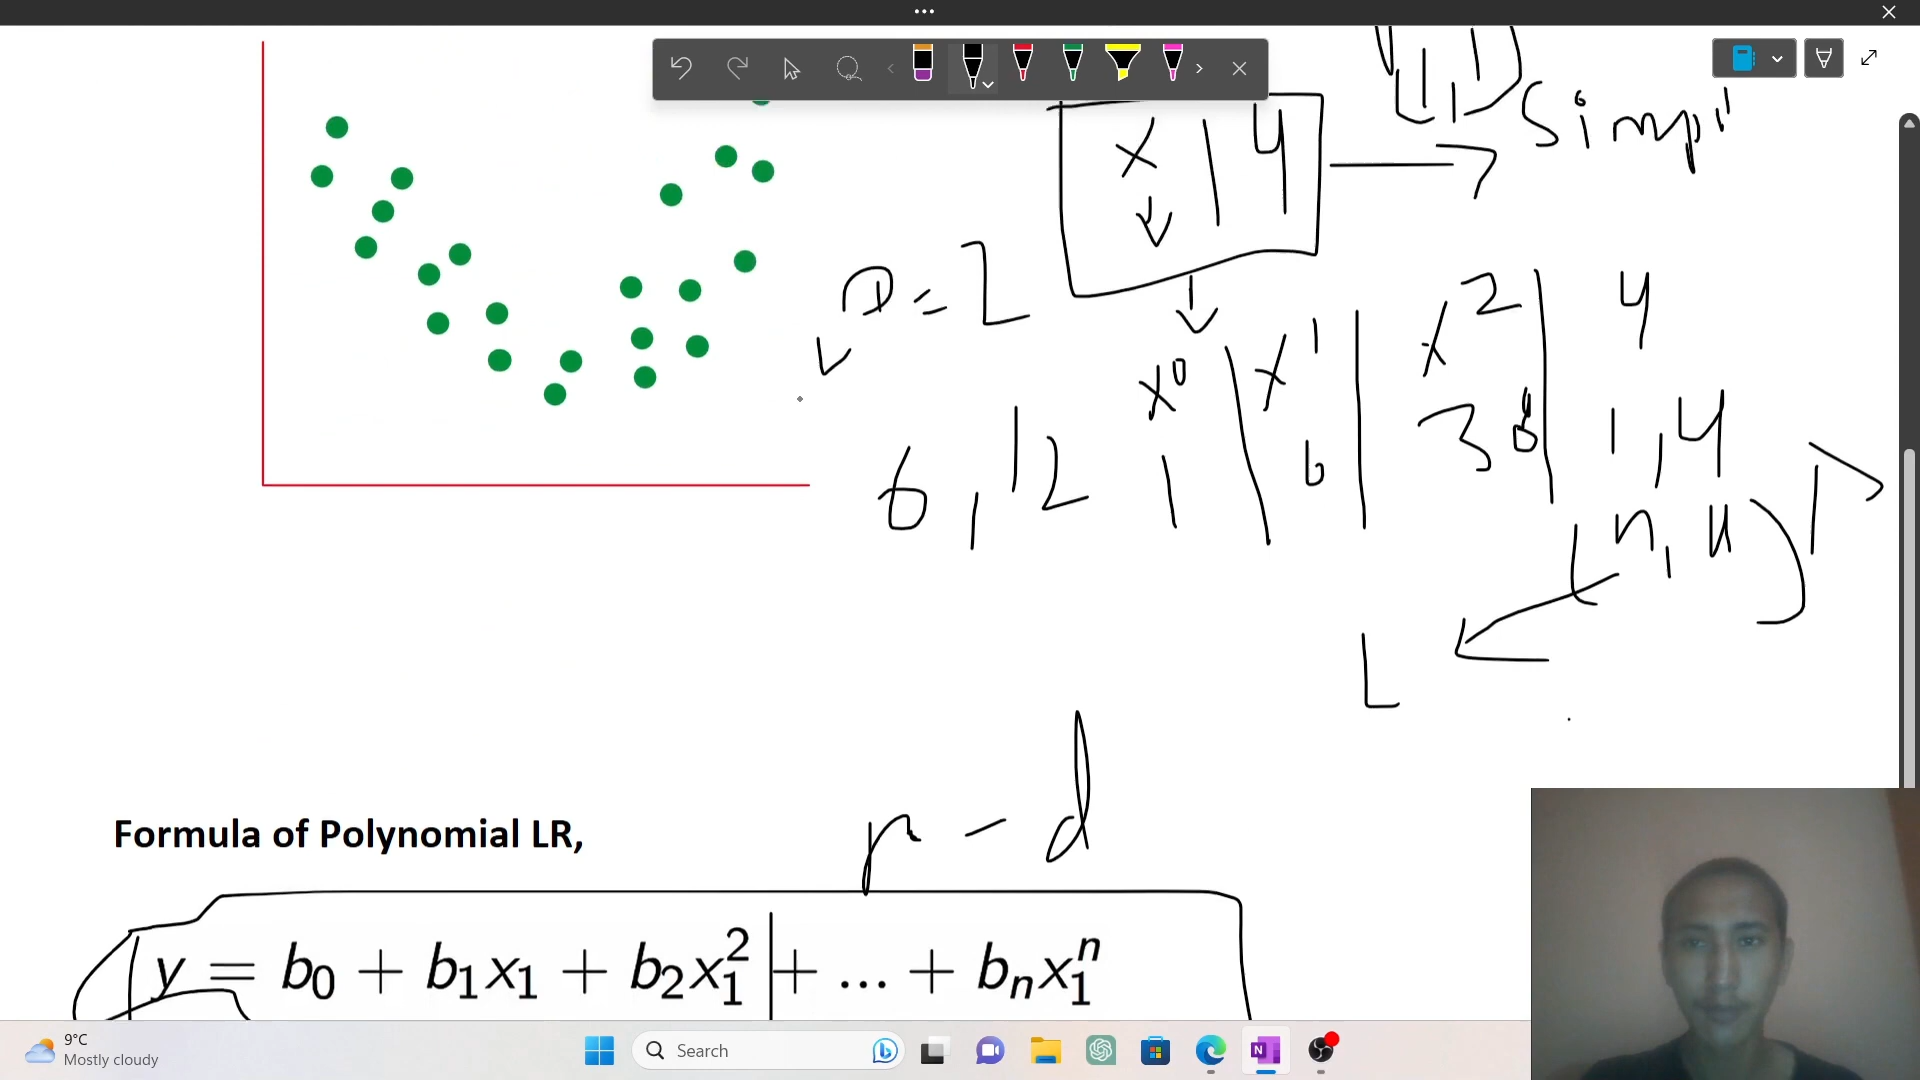 Simpl
x | y
D = 2
x⁰ | x¹ | x² | y
6, 12 1 | 6 | 36 | 1, 4
(n, 4)
n - d
Formula of Polynomial LR,
y = b₀ + b₁x₁ + b₂x₁² + ... + bₙx₁ⁿ
9°C
Mostly cloudy
Search